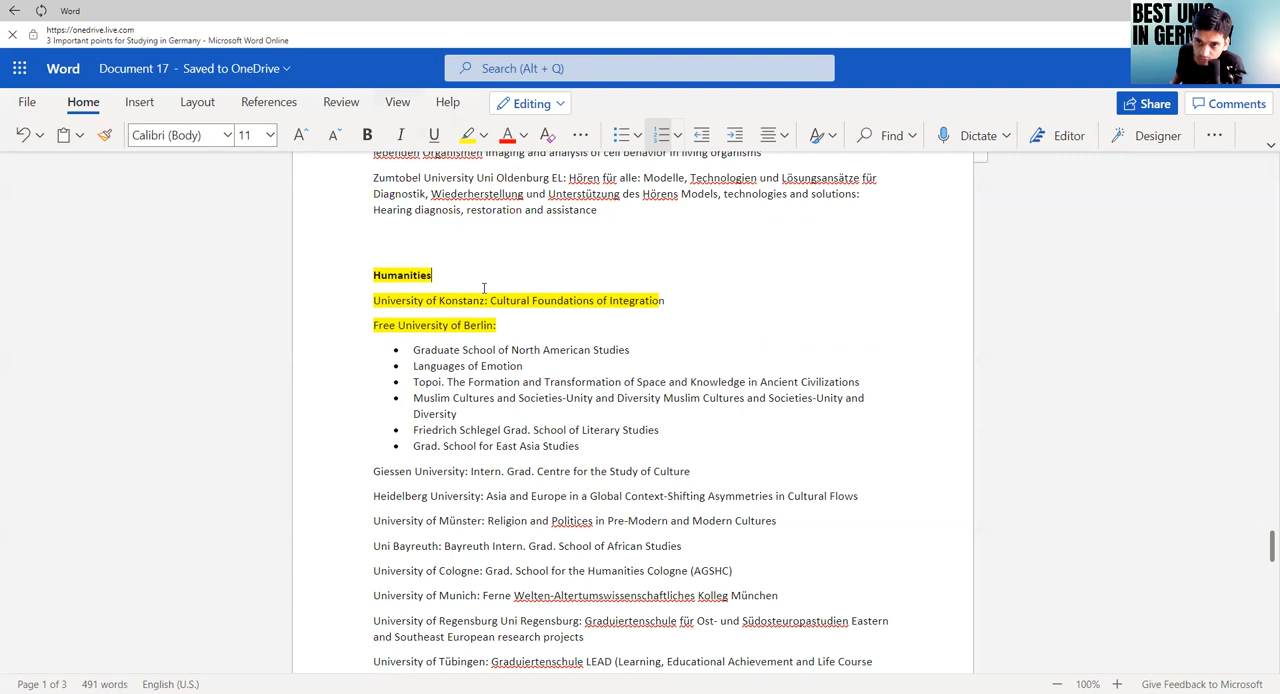 Word
https://onedrive.live.com
3 Important points for Studying in Germany - Microsoft Word Online
BEST UNI
IN GERM
Word Document 17 - Saved to OneDrive
Search (Alt + Q)
File Home Insert Layout References Review View Help Editing Share Comments
Calibri (Body) 11 B I U A Find Dictate Editor Designer
lebenden Organismen Imaging and analysis of cell behavior in living organisms
Zumtobel University Uni Oldenburg EL: Hören für alle: Modelle, Technologien und Lösungsansätze für
Diagnostik, Wiederherstellung und Unterstützung des Hörens Models, technologies and solutions:
Hearing diagnosis, restoration and assistance
Humanities
University of Konstanz: Cultural Foundations of Integration
Free University of Berlin:
• Graduate School of North American Studies
• Languages of Emotion
• Topoi. The Formation and Transformation of Space and Knowledge in Ancient Civilizations
• Muslim Cultures and Societies-Unity and Diversity Muslim Cultures and Societies-Unity and
Diversity
• Friedrich Schlegel Grad. School of Literary Studies
• Grad. School for East Asia Studies
Giessen University: Intern. Grad. Centre for the Study of Culture
Heidelberg University: Asia and Europe in a Global Context-Shifting Asymmetries in Cultural Flows
University of Münster: Religion and Politices in Pre-Modern and Modern Cultures
Uni Bayreuth: Bayreuth Intern. Grad. School of African Studies
University of Cologne: Grad. School for the Humanities Cologne (AGSHC)
University of Munich: Ferne Welten-Altertumswissenschaftliches Kolleg München
University of Regensburg Uni Regensburg: Graduiertenschule für Ost- und Südosteuropastudien Eastern
and Southeast European research projects
University of Tübingen: Graduiertenschule LEAD (Learning, Educational Achievement and Life Course
Page 1 of 3 491 words English (U.S.) 100% Give Feedback to Microsoft